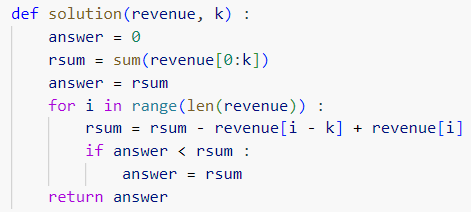 def solution(revenue, k) :
    answer = 0
    rsum = sum(revenue[0:k])
    answer = rsum
    for i in range(len(revenue)) :
        rsum = rsum - revenue[i - k] + revenue[i]
        if answer < rsum :
            answer = rsum
    return answer